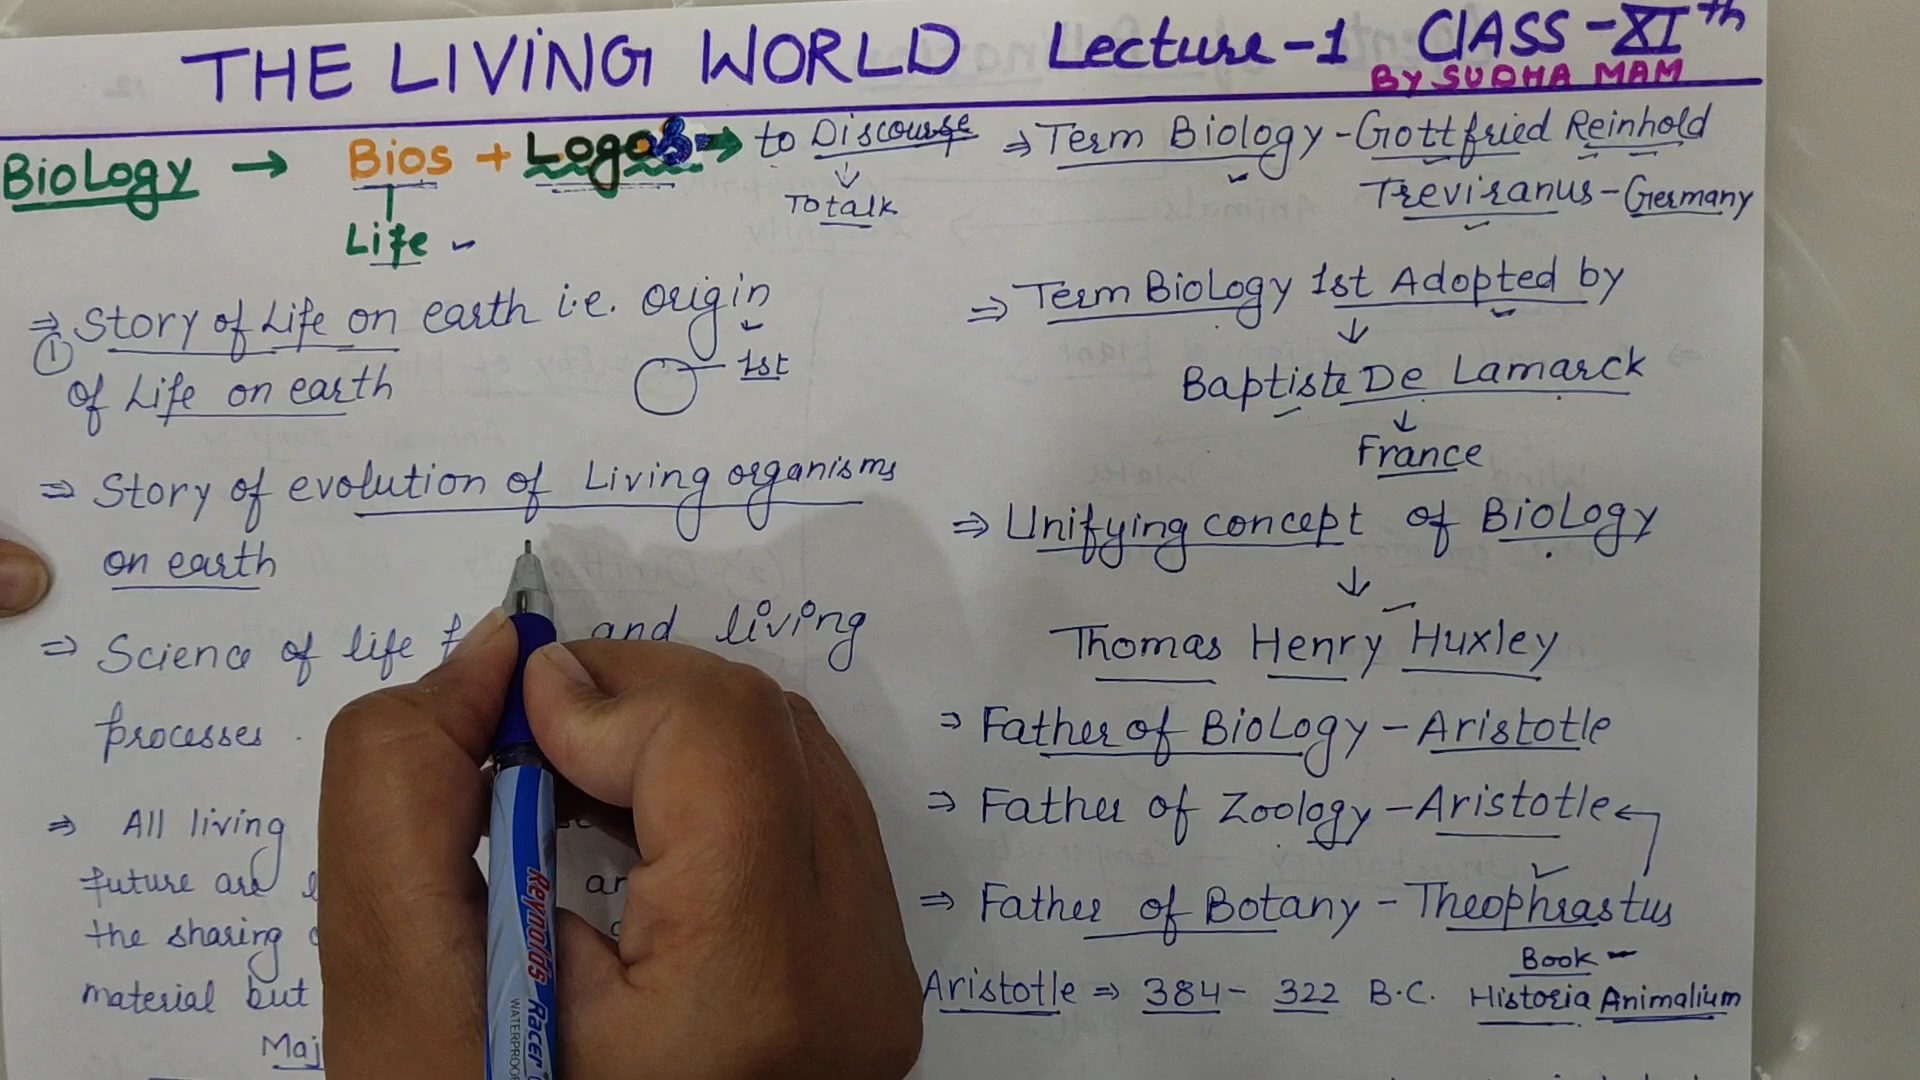 THE LIVING WORLD Lecture-1 CLASS-XIth
BY SUDHA MAM
BioLogy → Bios + Logos → to Discourse
↓
To talk
Life
⇒ Story of Life on earth i.e. origin
① of Life on earth
1st
⇒ Story of evolution of Living organisms
on earth
⇒ Science of life and living
processes.
⇒ All living
future are
the sharing
material but
⇒ Term Biology - Gottfried Reinhold
Treviranus - Germany
⇒ Term BioLogy 1st Adopted by
↓
Baptiste De Lamarck
↓
France
⇒ Unifying concept of BioLogy
↓
Thomas Henry Huxley
⇒ Father of BioLogy - Aristotle
⇒ Father of Zoology - Aristotle
⇒ Father of Botany - Theophrastus
Book -
Aristotle ⇒ 384 - 322 B.C. Historia Animalium
Reynolds Racer
WATERPROOF